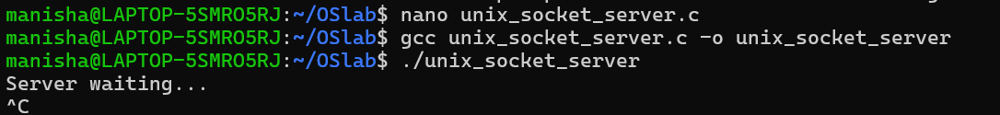 manisha@LAPTOP-5SMRO5RJ:~/OSlab$ nano unix_socket_server.c
manisha@LAPTOP-5SMRO5RJ:~/OSlab$ gcc unix_socket_server.c -o unix_socket_server
manisha@LAPTOP-5SMRO5RJ:~/OSlab$ ./unix_socket_server
Server waiting...
^C